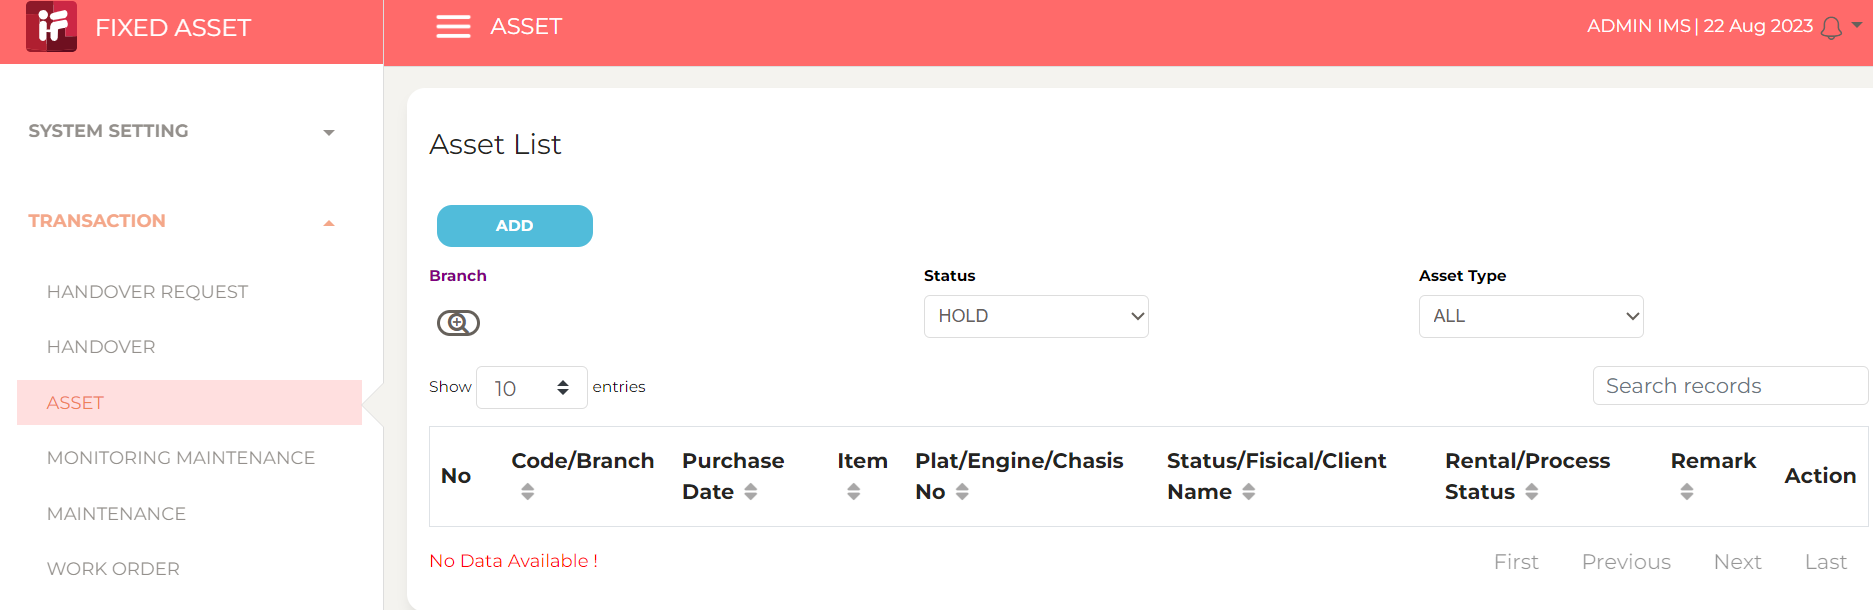 FIXED ASSET
ASSET
ADMIN IMS | 22 Aug 2023
SYSTEM SETTING
TRANSACTION
HANDOVER REQUEST
HANDOVER
ASSET
MONITORING MAINTENANCE
MAINTENANCE
WORK ORDER
Asset List
ADD
Branch
Status
HOLD
Asset Type
ALL
Show 10 entries
Search records
No
Code/Branch
Purchase
Date
Item
Plat/Engine/Chasis
No
Status/Fisical/Client
Name
Rental/Process
Status
Remark
Action
No Data Available !
First Previous Next Last